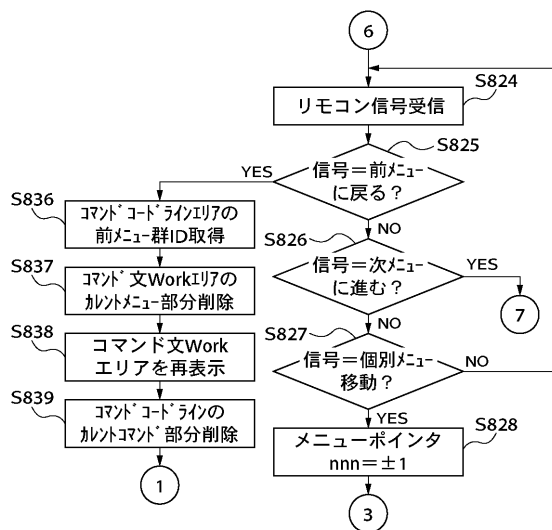 6
S824
リモコン信号受信
S825
信号＝前メニュー
に戻る？
YES
NO
S836
ｺﾏﾝﾄﾞｺｰﾄﾞﾗｲﾝｴﾘｱの
前メニュー群ID取得
S826
信号＝次メニュー
に進む？
YES
NO
7
S837
ｺﾏﾝﾄﾞ文Workｴﾘｱの
ｶﾚﾝﾄﾒﾆｭｰ部分削除
S827
信号＝個別メニュー
移動？
NO
YES
S838
コマンド文Work
エリアを再表示
S839
ｺﾏﾝﾄﾞｺｰﾄﾞﾗｲﾝの
ｶﾚﾝﾄｺﾏﾝﾄﾞ部分削除
1
S828
メニューポインタ
nnn＝±1
3